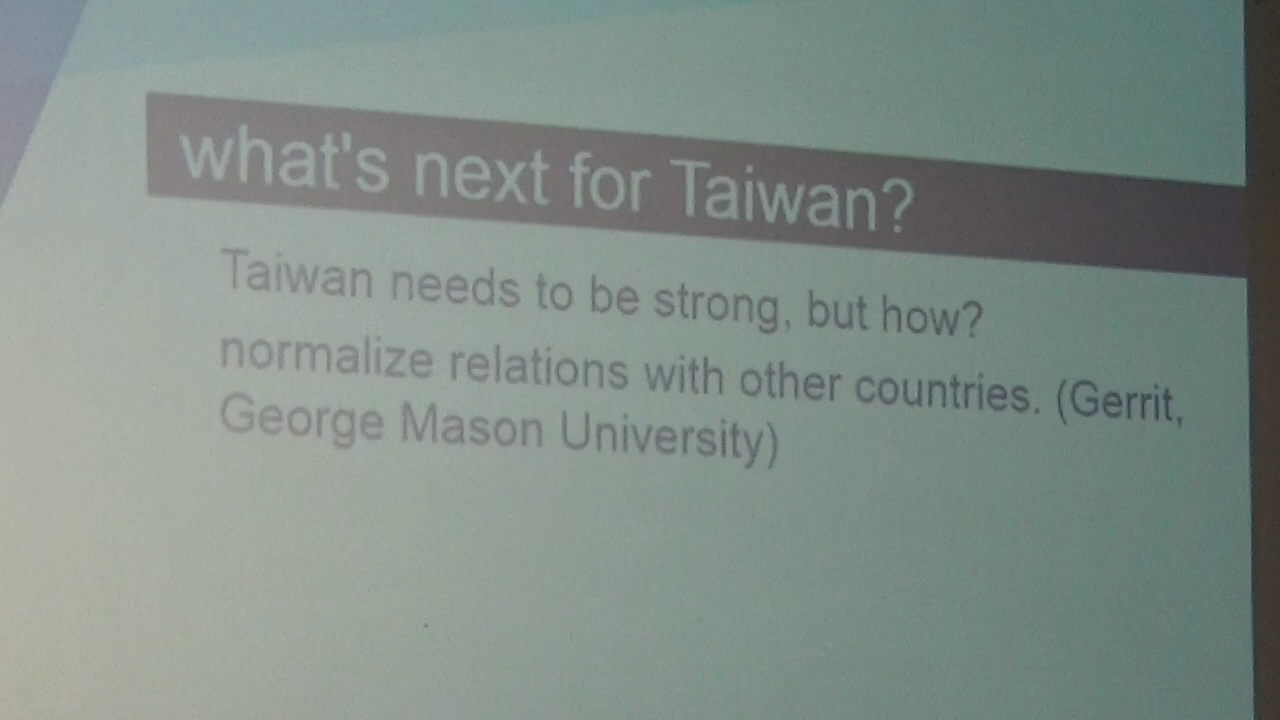 what's next for Taiwan?
Taiwan needs to be strong, but how?
normalize relations with other countries. (Gerrit,
George Mason University)